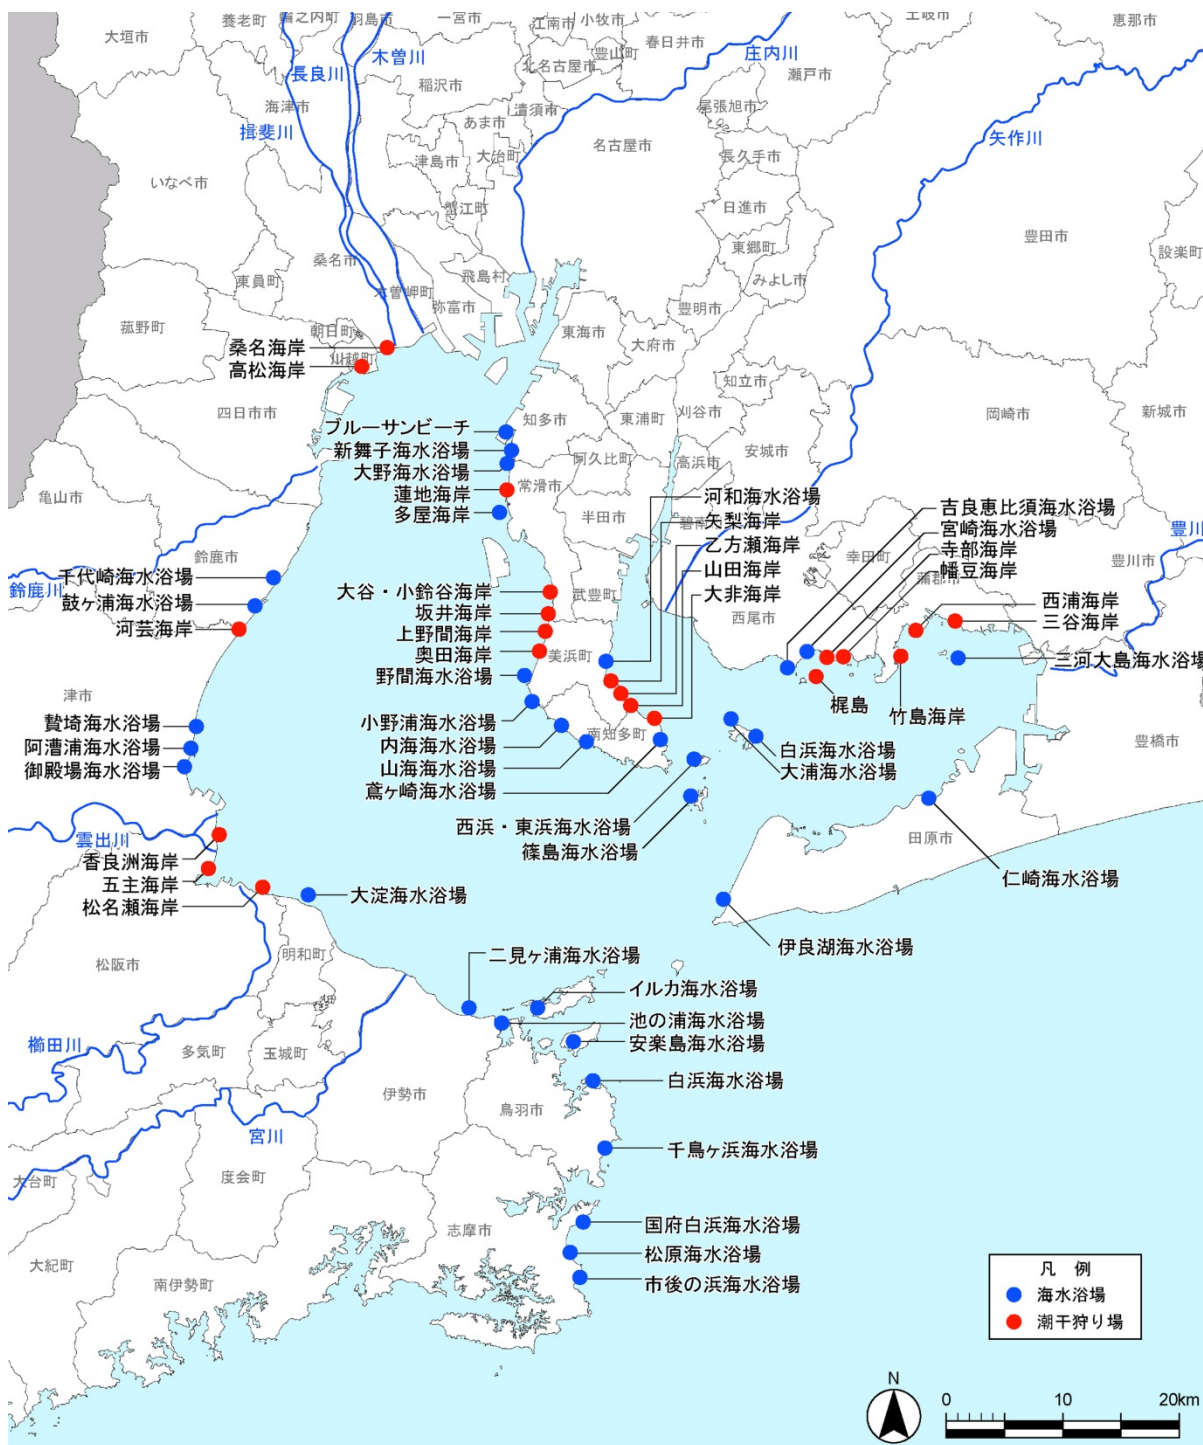 大垣市
養老町
輪之内町
羽島市
一宮市
江南市
小牧市
土岐市
恵那市
木曽川
長良川
北名古屋市
豊山町
春日井市
庄内川
瀬戸市
稲沢市
海津市
揖斐川
清須市
あま市
尾張旭市
名古屋市
矢作川
津島市
大治町
長久手市
いなべ市
蟹江町
日進市
東郷町
豊田市
設楽町
桑名市
東員町
飛島村
みよし市
木曽岬町
弥富市
豊明市
菰野町
朝日町
東海市
大府市
桑名海岸
川越町
高松海岸
知立市
四日市市
知多市
東浦町
刈谷市
岡崎市
新城市
ブルーサンビーチ
新舞子海水浴場
大野海水浴場
阿久比町
高浜市
安城市
蓮地海岸
常滑市
亀山市
多屋海岸
半田市
碧南市
河和海水浴場
矢梨海岸
乙方瀬海岸
山田海岸
大非海岸
吉良恵比須海水浴場
宮崎海水浴場
寺部海岸
幡豆海岸
豊川
鈴鹿市
幸田町
豊川市
千代崎海水浴場
鈴鹿川
鼓ヶ浦海水浴場
河芸海岸
大谷・小鈴谷海岸
武豊町
蒲郡市
坂井海岸
西尾市
西浦海岸
三谷海岸
上野間海岸
奥田海岸
美浜町
三河大島海水浴場
野間海水浴場
梶島
竹島海岸
津市
贄埼海水浴場
小野浦海水浴場
南知多町
豊橋市
阿漕浦海水浴場
内海海水浴場
白浜海水浴場
御殿場海水浴場
山海海水浴場
大浦海水浴場
鳶ヶ崎海水浴場
西浜・東浜海水浴場
雲出川
篠島海水浴場
田原市
香良洲海岸
五主海岸
仁崎海水浴場
松名瀬海岸
大淀海水浴場
伊良湖海水浴場
明和町
松阪市
二見ヶ浦海水浴場
イルカ海水浴場
池の浦海水浴場
櫛田川
多気町
玉城町
安楽島海水浴場
伊勢市
白浜海水浴場
鳥羽市
宮川
千鳥ヶ浜海水浴場
大台町
度会町
国府白浜海水浴場
志摩市
松原海水浴場
大紀町
南伊勢町
市後の浜海水浴場
凡 例
海水浴場
潮干狩り場
N
0 10 20km